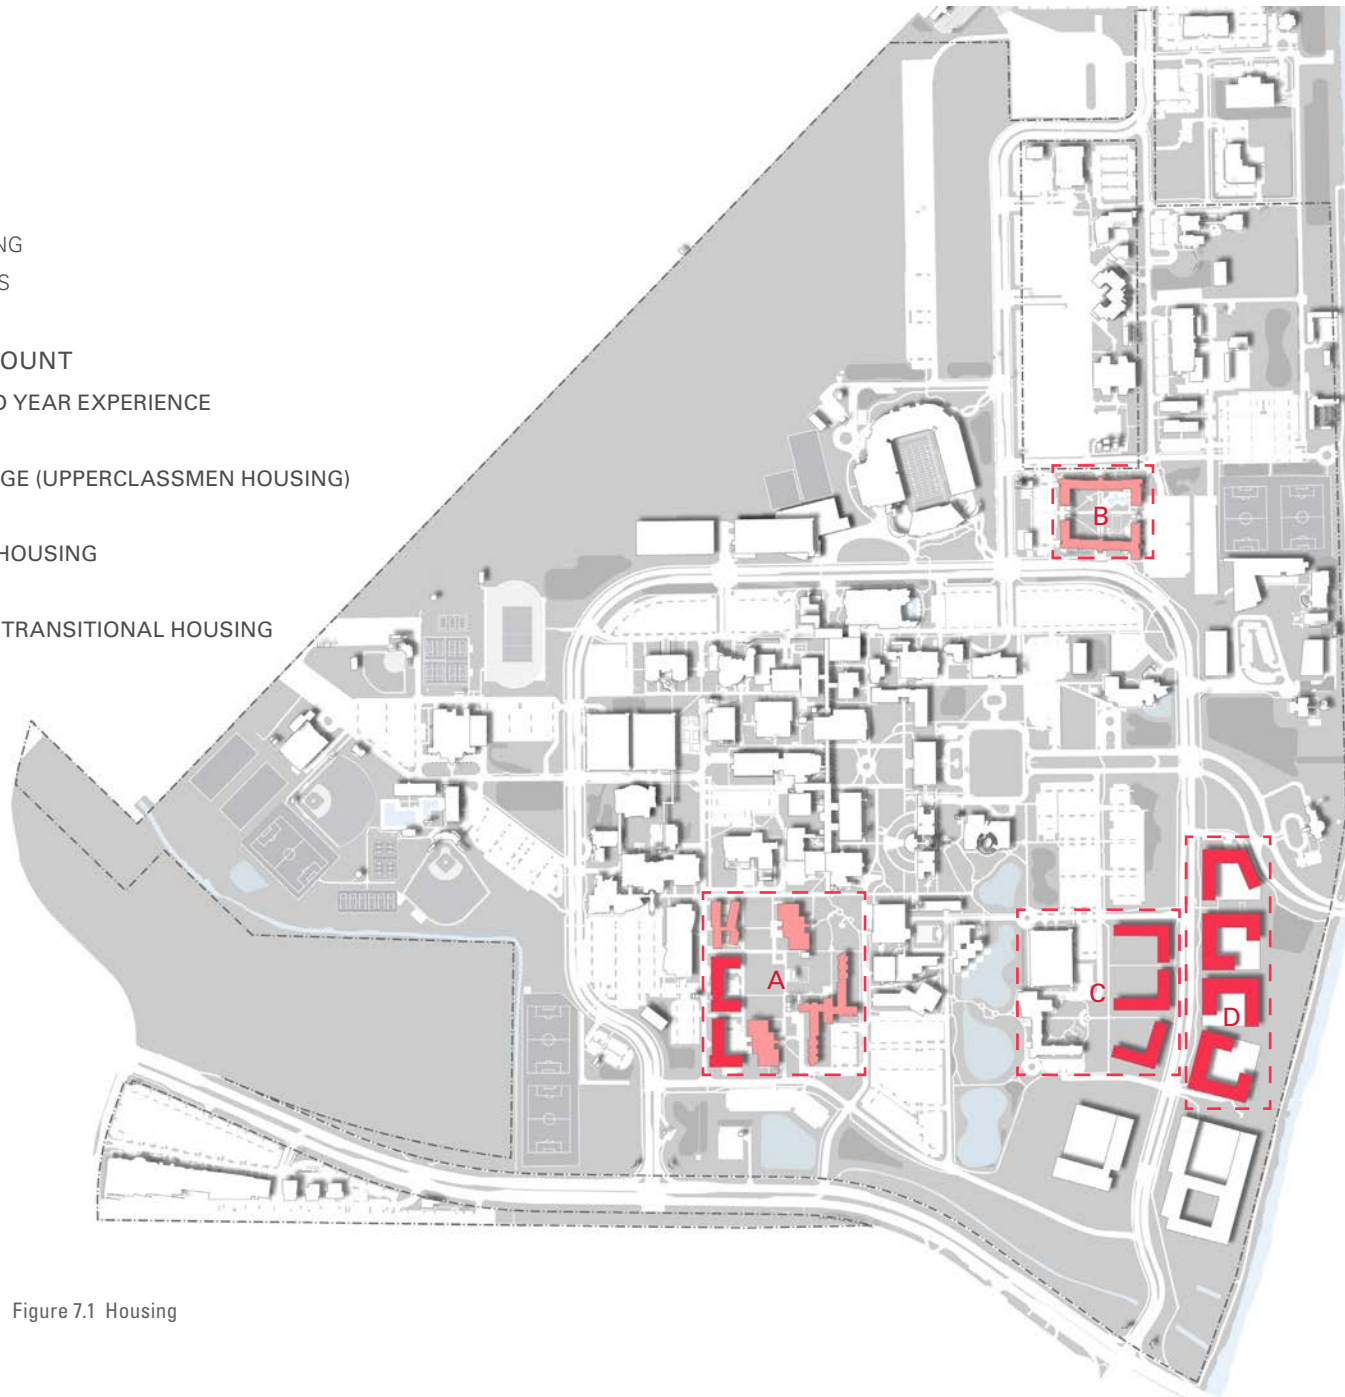 NG
S
OUNT
D YEAR EXPERIENCE
GE (UPPERCLASSMEN HOUSING)
HOUSING
TRANSITIONAL HOUSING
B
A
C
D
Figure 7.1 Housing